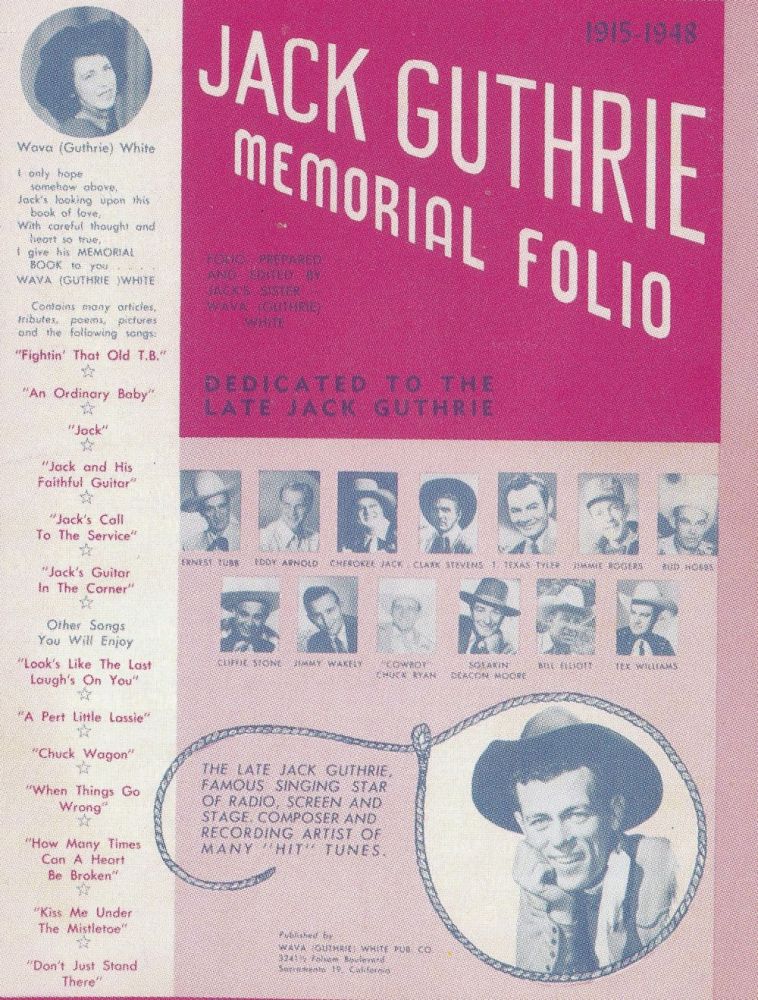 1915-1948
JACK GUTHRIE
MEMORIAL FOLIO
FOLIO PREPARED
AND EDITED BY
JACK'S SISTER
WAVA (GUTHRIE)
WHITE
DEDICATED TO THE
LATE JACK GUTHRIE
Wava (Guthrie) White
I only hope
somehow above,
Jack's looking upon this
book of love,
With careful thought and
heart so true,
I give his MEMORIAL
BOOK to you . . . .
WAVA (GUTHRIE )WHITE
Contains many articles,
tributes, poems, pictures
and the following songs:
"Fightin' That Old T.B."
"An Ordinary Baby"
"Jack"
"Jack and His
Faithful Guitar"
"Jack's Call
To The Service"
"Jack's Guitar
In The Corner"
Other Songs
You Will Enjoy
"Look's Like The Last
Laugh's On You"
"A Pert Little Lassie"
"Chuck Wagon"
"When Things Go
Wrong"
"How Many Times
Can A Heart
Be Broken"
"Kiss Me Under
The Mistletoe"
"Don't Just Stand
There"
ERNEST TUBB EDDY ARNOLD CHEROKEE JACK CLARK STEVENS T. TEXAS TYLER JIMMIE ROGERS BUD HOBBS
CLIFFIE STONE JIMMY WAKELY "COWBOY" CHUCK RYAN SQEAKIN' DEACON MOORE BILL ELLIOTT TEX WILLIAMS
THE LATE JACK GUTHRIE,
FAMOUS SINGING STAR
OF RADIO, SCREEN AND
STAGE. COMPOSER AND
RECORDING ARTIST OF
MANY "HIT" TUNES.
Published by
WAVA (GUTHRIE) WHITE PUB. CO.
3241½ Folsom Boulevard
Sacramento 19, California